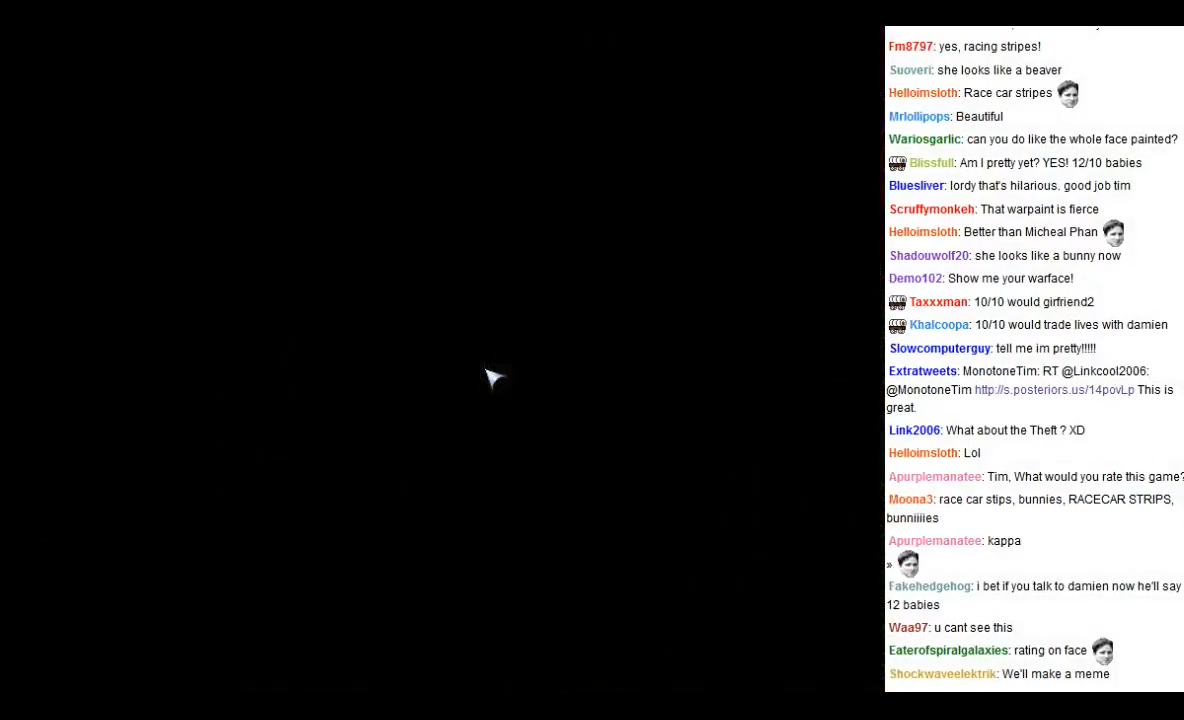 Fm8797: yes, racing stripes!
Suoveri: she looks like a beaver
Helloimsloth: Race car stripes
Mrlollipops: Beautiful
Wariosgarlic: can you do like the whole face painted?
Blissfull: Am I pretty yet? YES! 12/10 babies
Bluesliver: lordy that's hilarious. good job tim
Scruffymonkeh: That warpaint is fierce
Helloimsloth: Better than Micheal Phan
Shadouwolf20: she looks like a bunny now
Demo102: Show me your warface!
Taxxxman: 10/10 would girlfriend2
Khalcoopa: 10/10 would trade lives with damien
Slowcomputerguy: tell me im pretty!!!!!
Extratweets: MonotoneTim: RT @Linkcool2006:
@MonotoneTim http://s.posteriors.us/14povLp This is
great.
Link2006: What about the Theft ? XD
Helloimsloth: Lol
Apurplemanatee: Tim, What would you rate this game?
Moona3: race car stips, bunnies, RACECAR STRIPS,
bunniiiies
Apurplemanatee: kappa
»
Fakehedgehog: i bet if you talk to damien now he'll say
12 babies
Waa97: u cant see this
Eaterofspiralgalaxies: rating on face
Shockwaveelektrik: We'll make a meme